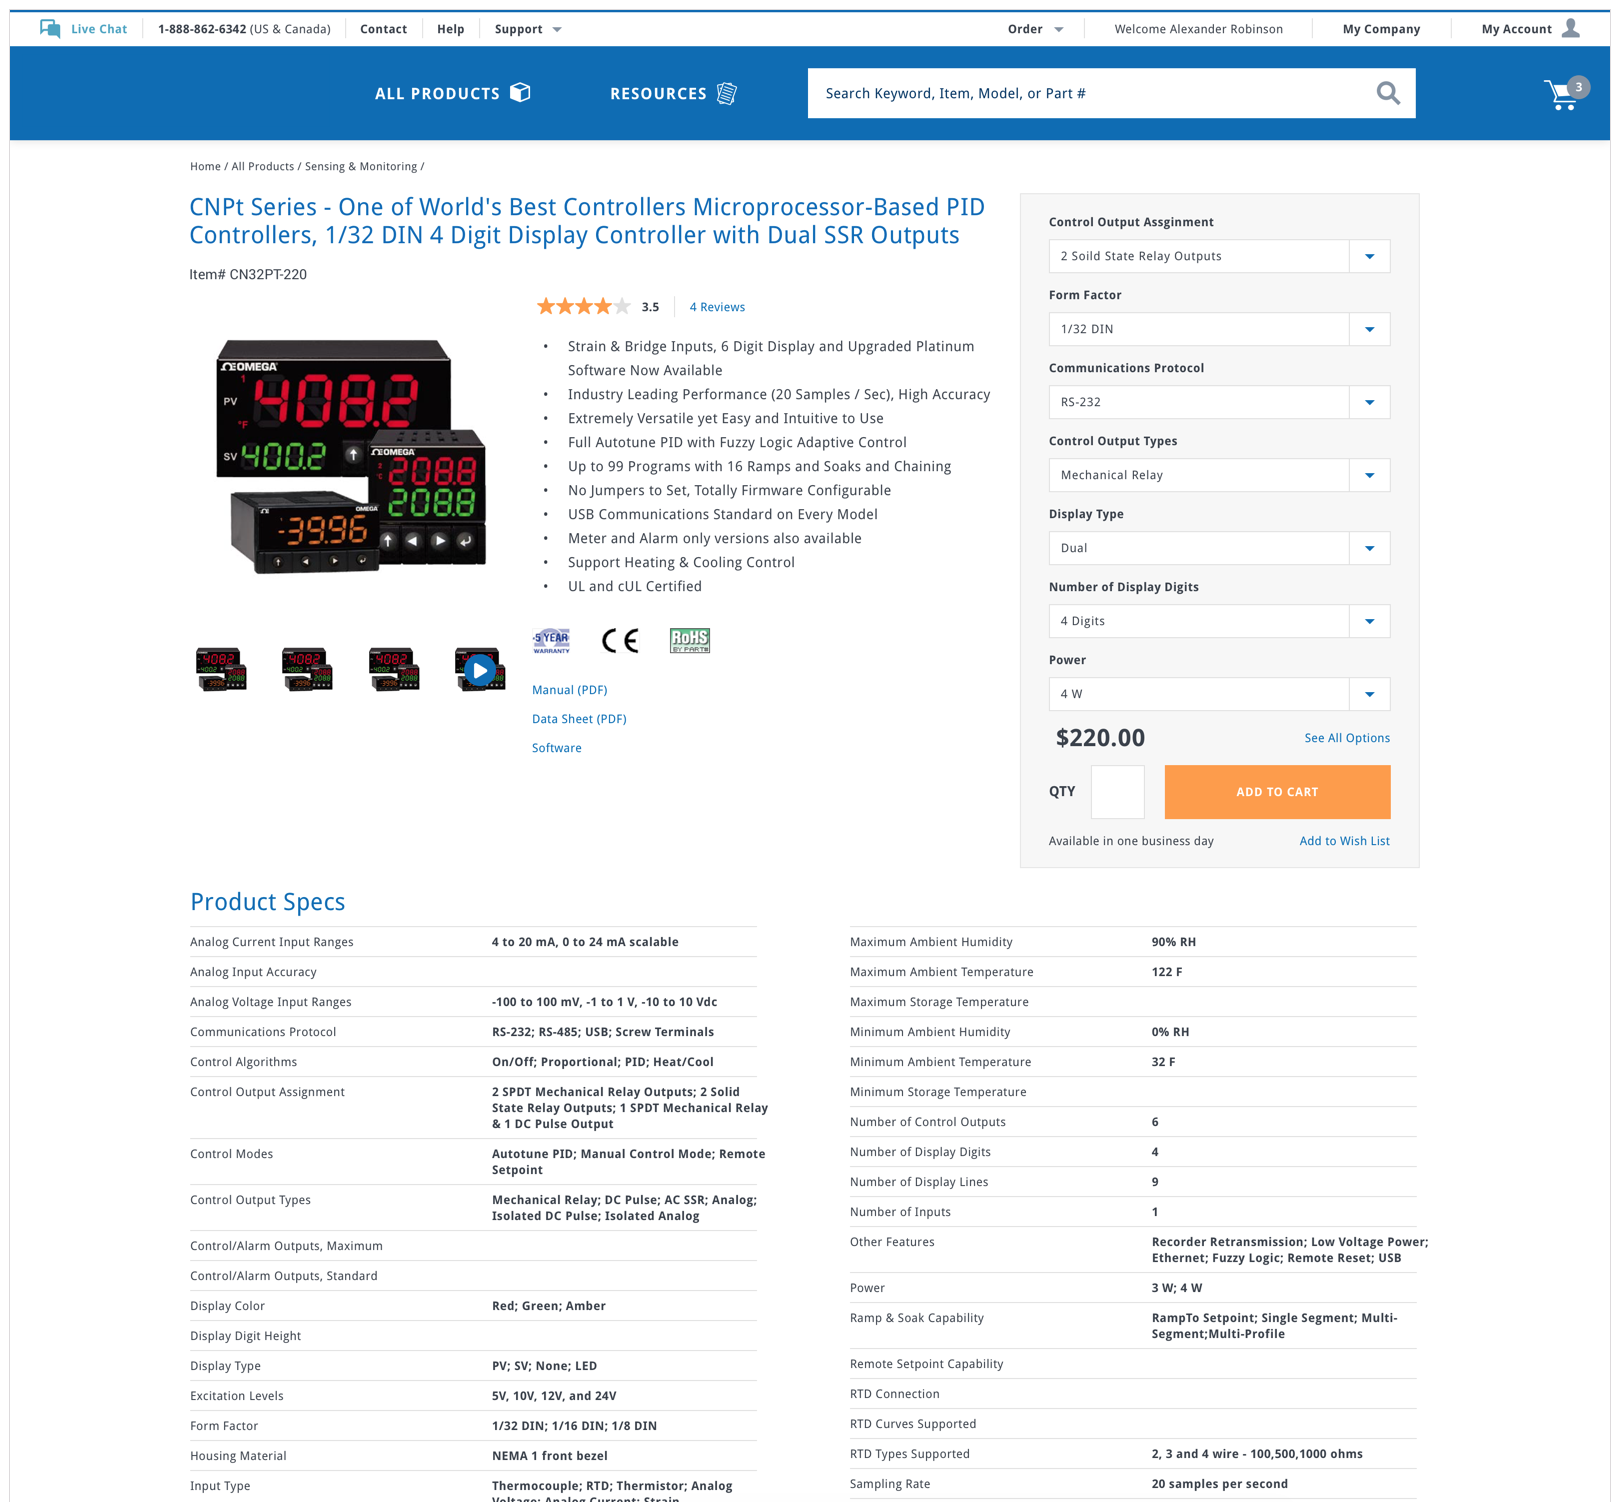 Live Chat
1-888-862-6342 (US & Canada)
Contact
Help
Support
Order
Welcome Alexander Robinson
My Company
My Account
ALL PRODUCTS
RESOURCES
Search Keyword, Item, Model, or Part #
3
Home / All Products / Sensing & Monitoring /
CNPt Series - One of World's Best Controllers Microprocessor-Based PID
Controllers, 1/32 DIN 4 Digit Display Controller with Dual SSR Outputs
Item# CN32PT-220
3.5
4 Reviews
OMEGA
1
PV 408.2
°F
SV 400.2
OMEGA
208.8
208.8
OMEGA
-39.96
• Strain & Bridge Inputs, 6 Digit Display and Upgraded Platinum
Software Now Available
• Industry Leading Performance (20 Samples / Sec), High Accuracy
• Extremely Versatile yet Easy and Intuitive to Use
• Full Autotune PID with Fuzzy Logic Adaptive Control
• Up to 99 Programs with 16 Ramps and Soaks and Chaining
• No Jumpers to Set, Totally Firmware Configurable
• USB Communications Standard on Every Model
• Meter and Alarm only versions also available
• Support Heating & Cooling Control
• UL and cUL Certified
5 YEAR
WARRANTY
CE
RoHS
BY PART#
Manual (PDF)
Data Sheet (PDF)
Software
Control Output Assginment
2 Soild State Relay Outputs
Form Factor
1/32 DIN
Communications Protocol
RS-232
Control Output Types
Mechanical Relay
Display Type
Dual
Number of Display Digits
4 Digits
Power
4 W
$220.00
See All Options
QTY
ADD TO CART
Available in one business day
Add to Wish List
Product Specs
Analog Current Input Ranges 4 to 20 mA, 0 to 24 mA scalable
Analog Input Accuracy
Analog Voltage Input Ranges -100 to 100 mV, -1 to 1 V, -10 to 10 Vdc
Communications Protocol RS-232; RS-485; USB; Screw Terminals
Control Algorithms On/Off; Proportional; PID; Heat/Cool
Control Output Assignment 2 SPDT Mechanical Relay Outputs; 2 Solid
State Relay Outputs; 1 SPDT Mechanical Relay
& 1 DC Pulse Output
Control Modes Autotune PID; Manual Control Mode; Remote
Setpoint
Control Output Types Mechanical Relay; DC Pulse; AC SSR; Analog;
Isolated DC Pulse; Isolated Analog
Control/Alarm Outputs, Maximum
Control/Alarm Outputs, Standard
Display Color Red; Green; Amber
Display Digit Height
Display Type PV; SV; None; LED
Excitation Levels 5V, 10V, 12V, and 24V
Form Factor 1/32 DIN; 1/16 DIN; 1/8 DIN
Housing Material NEMA 1 front bezel
Input Type Thermocouple; RTD; Thermistor; Analog
Voltage; Analog Current; Strain
Maximum Ambient Humidity 90% RH
Maximum Ambient Temperature 122 F
Maximum Storage Temperature
Minimum Ambient Humidity 0% RH
Minimum Ambient Temperature 32 F
Minimum Storage Temperature
Number of Control Outputs 6
Number of Display Digits 4
Number of Display Lines 9
Number of Inputs 1
Other Features Recorder Retransmission; Low Voltage Power;
Ethernet; Fuzzy Logic; Remote Reset; USB
Power 3 W; 4 W
Ramp & Soak Capability RampTo Setpoint; Single Segment; Multi-
Segment;Multi-Profile
Remote Setpoint Capability
RTD Connection
RTD Curves Supported
RTD Types Supported 2, 3 and 4 wire - 100,500,1000 ohms
Sampling Rate 20 samples per second